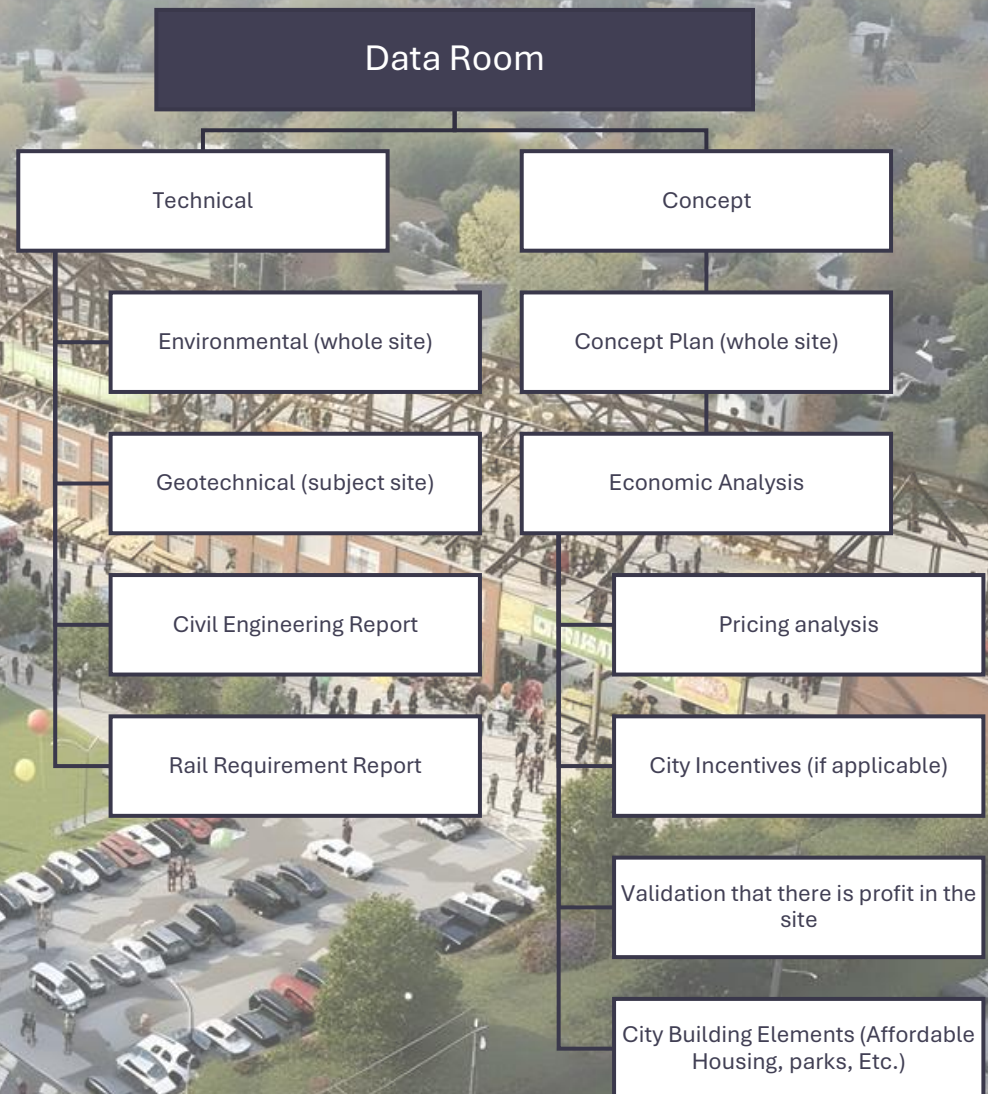 Data Room
Technical
Concept
Environmental (whole site)
Concept Plan (whole site)
Geotechnical (subject site)
Economic Analysis
Civil Engineering Report
Pricing analysis
Rail Requirement Report
City Incentives (if applicable)
Validation that there is profit in the
site
City Building Elements (Affordable
Housing, parks, Etc.)